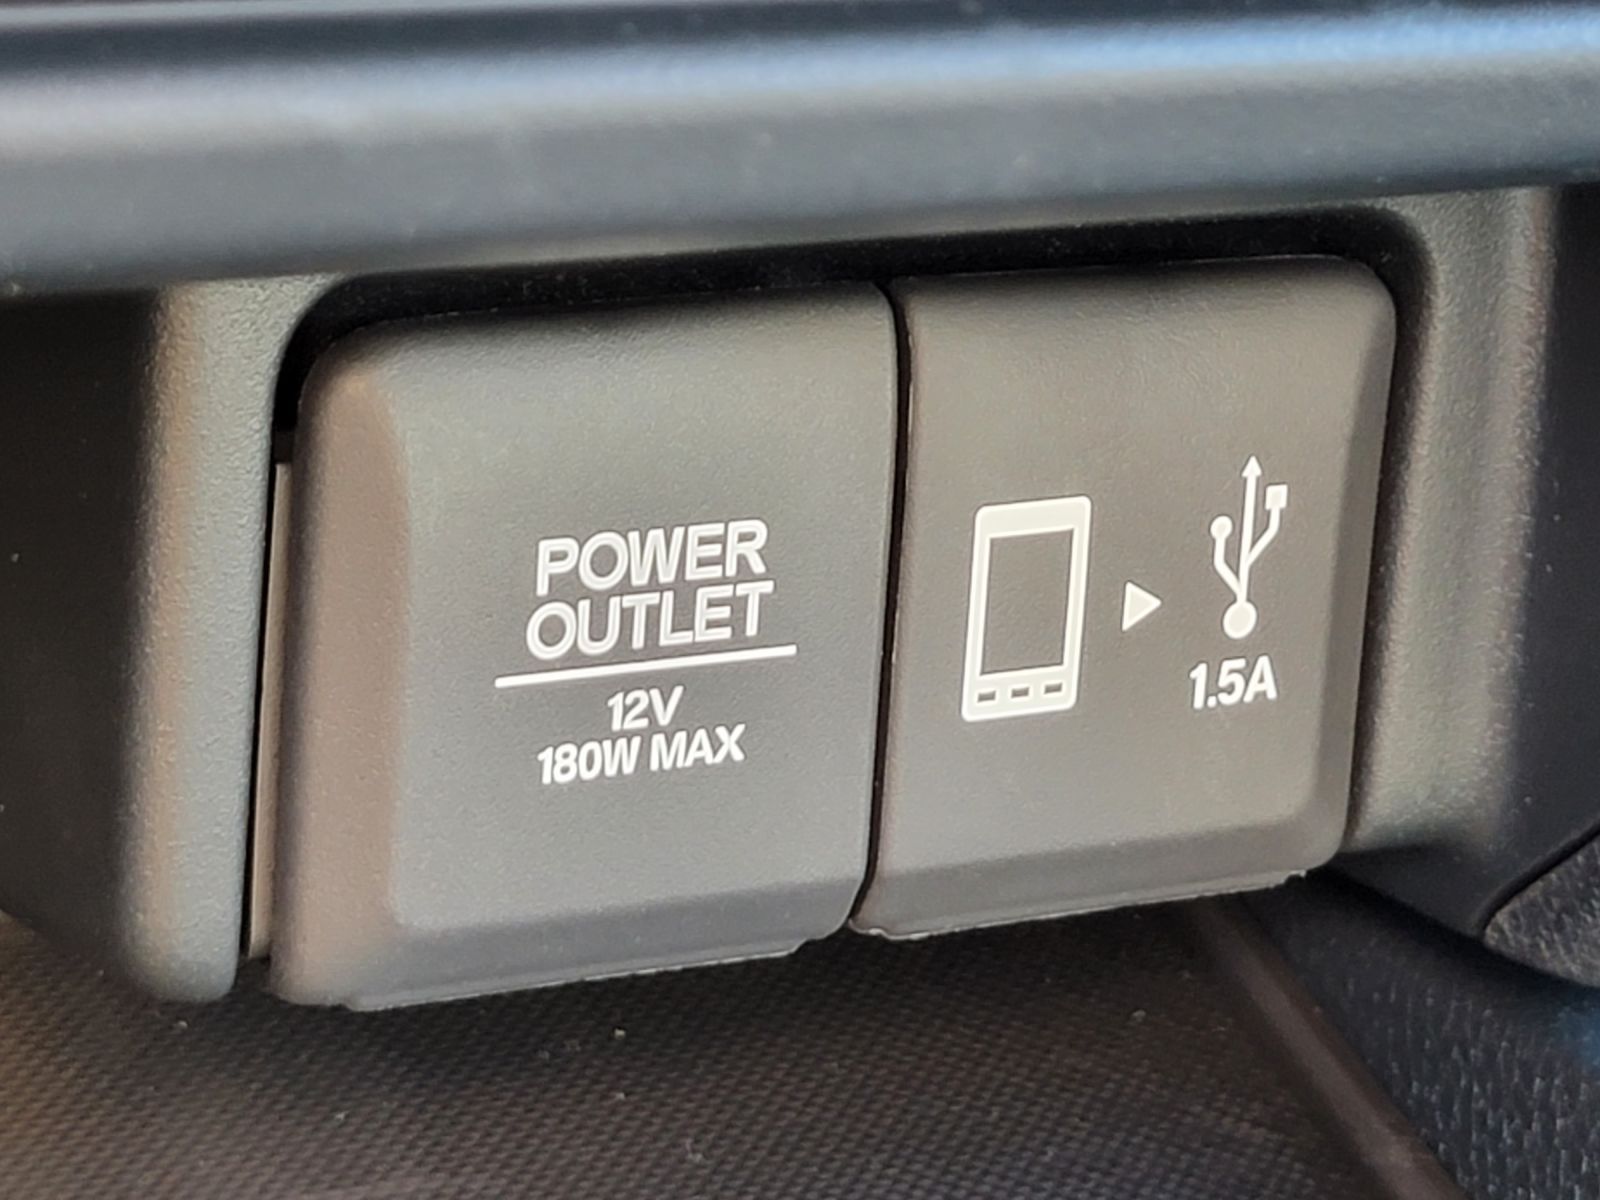 POWER
OUTLET
12V
180W MAX
1.5A